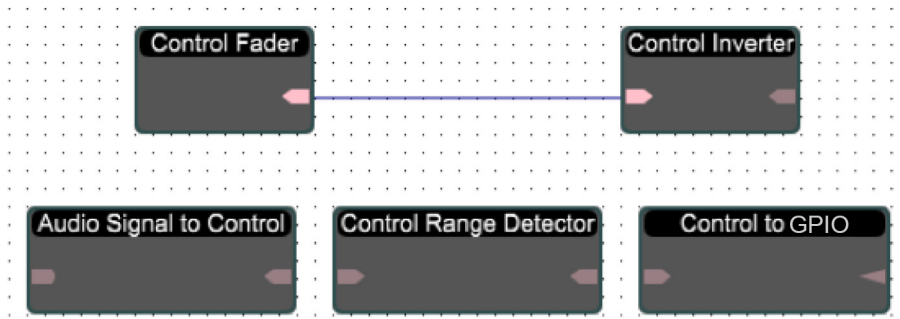 Control Fader
Control Inverter
Audio Signal to Control
Control Range Detector
Control to GPIO